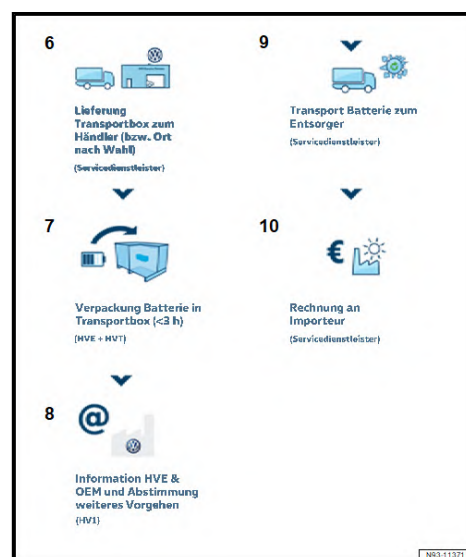 6
Lieferung
Transportbox zum
Händler (bzw. Ort
nach Wahl)
(Servicedienstleister)
7
Verpackung Batterie in
Transportbox (<3 h)
(HVE + HVT)
8
@
Information HVE &
OEM und Abstimmung
weiteres Vorgehen
(HVI)
9
Transport Batterie zum
Entsorger
(Servicedienstleister)
10
€
Rechnung an
Importeur
(Servicedienstleister)
N93-11371